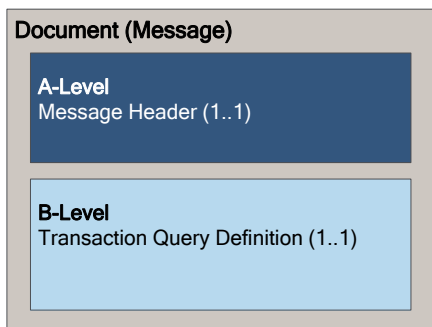 Document (Message)
A-Level
Message Header (1..1)
B-Level
Transaction Query Definition (1..1)